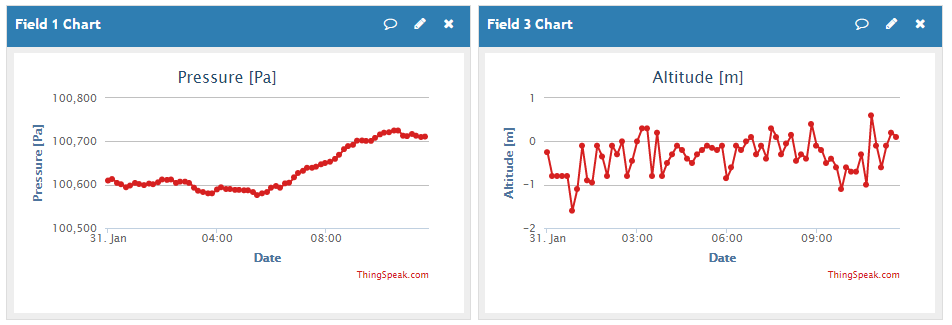 Field 1 Chart
Pressure [Pa]
Pressure [Pa]
100,800
100,700
100,600
100,500
31. Jan
04:00
08:00
Date
ThingSpeak.com
Field 3 Chart
Altitude [m]
Altitude [m]
1
0
-1
-2
31. Jan
03:00
06:00
09:00
Date
ThingSpeak.com